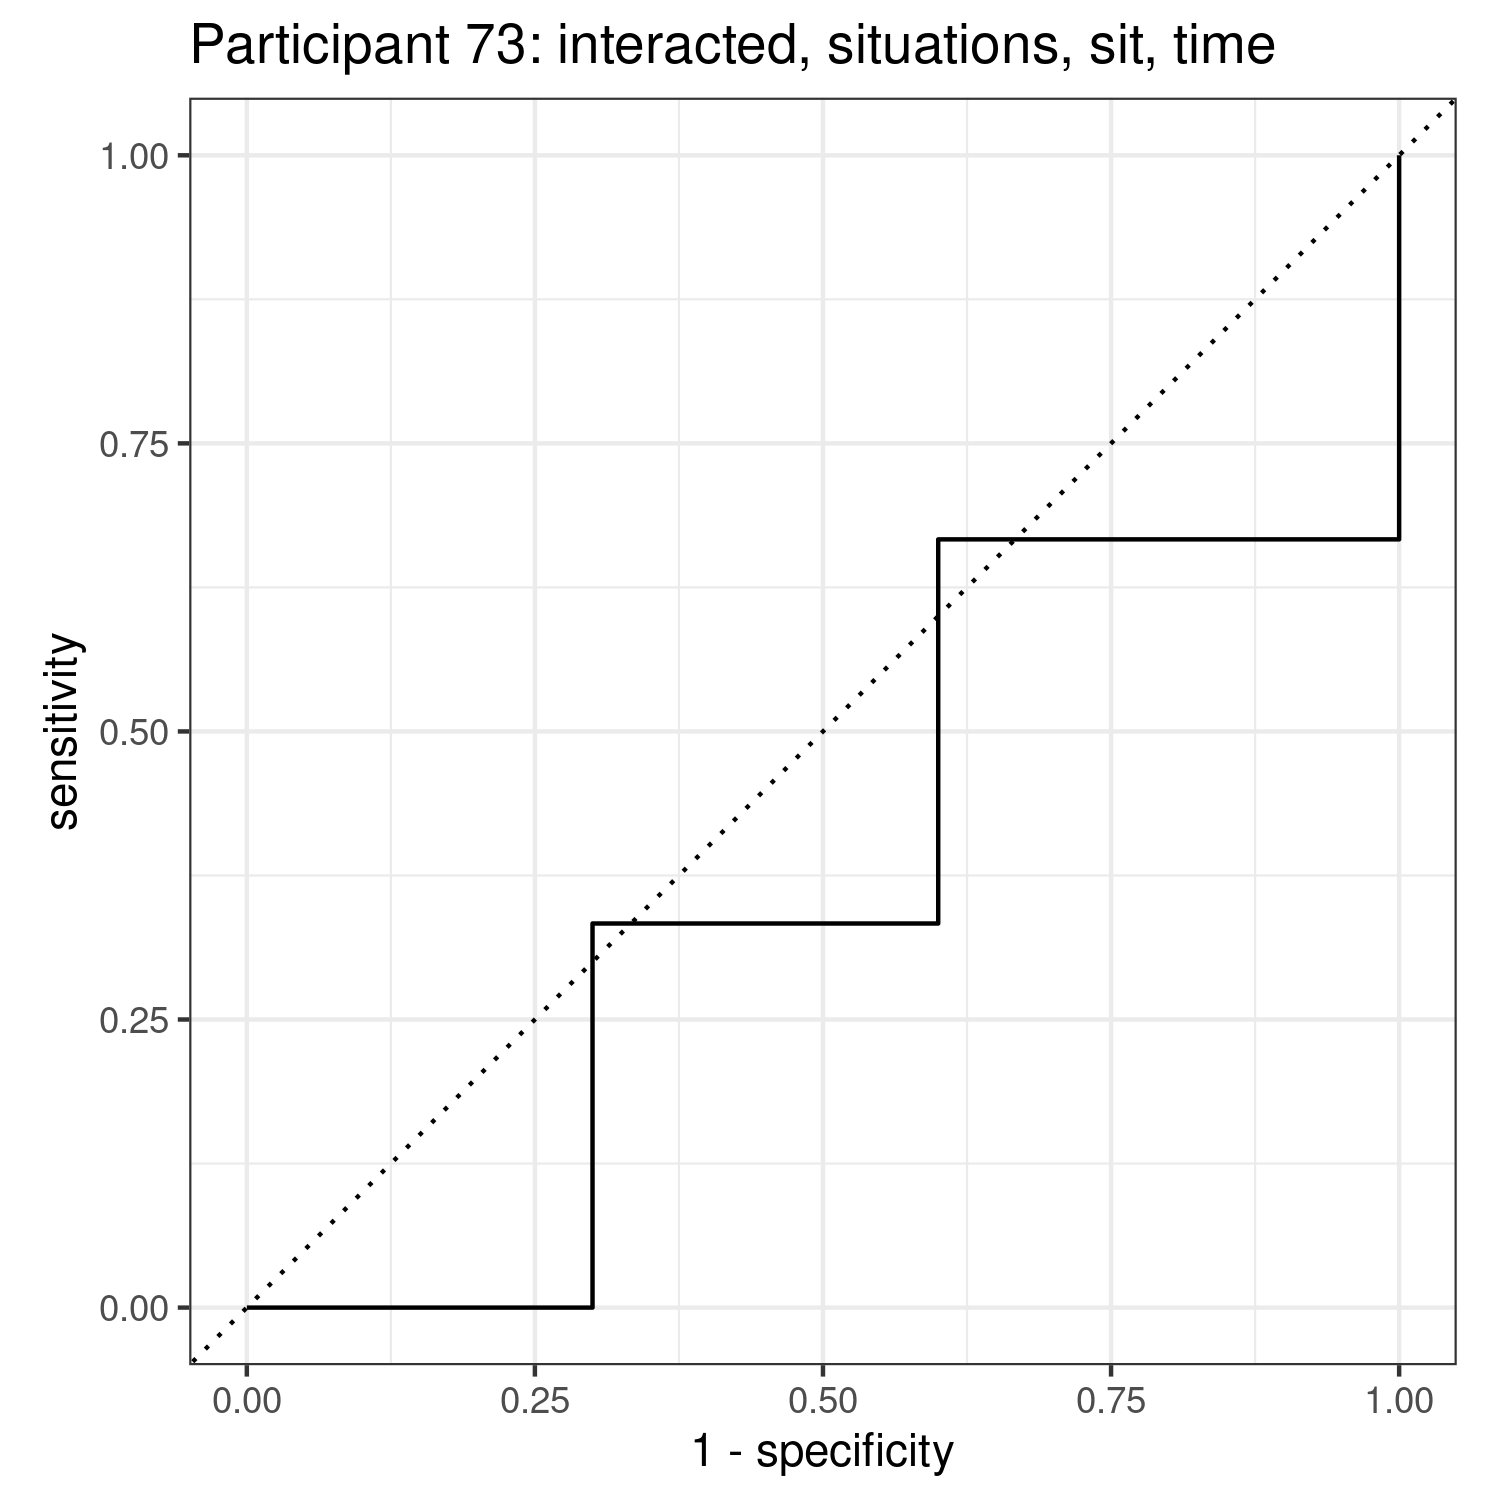 Participant 73: interacted, situations, sit, time
1.00
0.75
0.50
0.25
0.00
sensitivity
0.00 0.25 0.50 0.75 1.00
1 - specificity